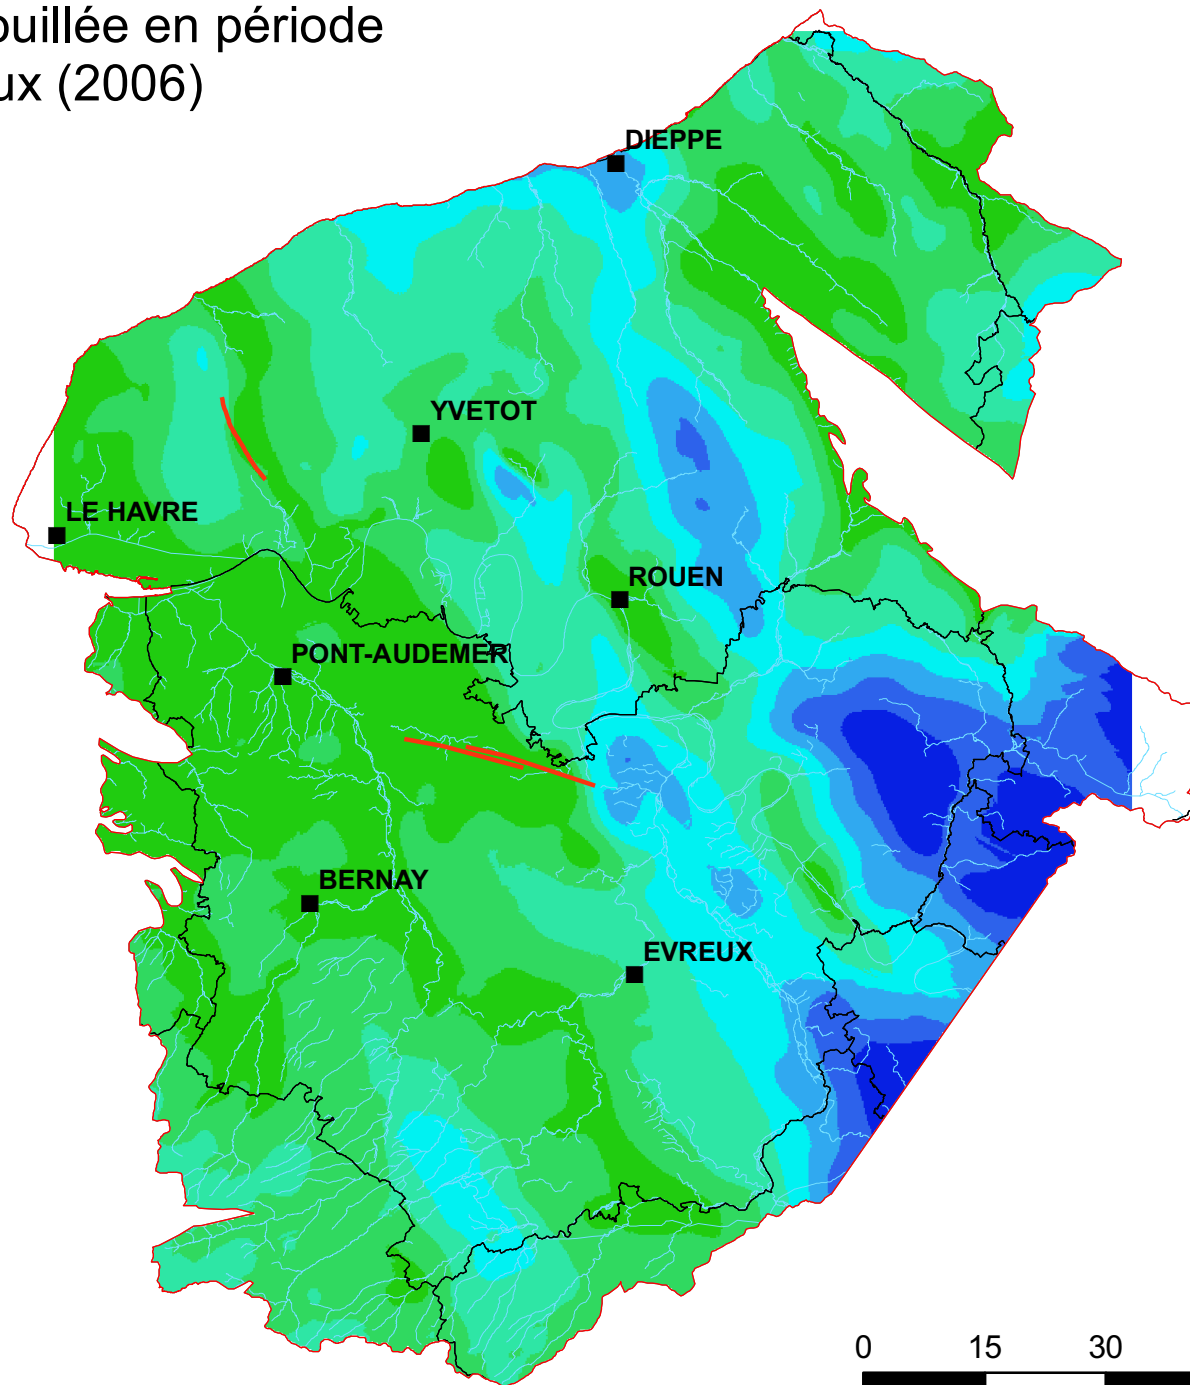 ouillée en période
ux (2006)
DIEPPE
YVETOT
LE HAVRE
ROUEN
PONT-AUDEMER
BERNAY
EVREUX
0 15 30